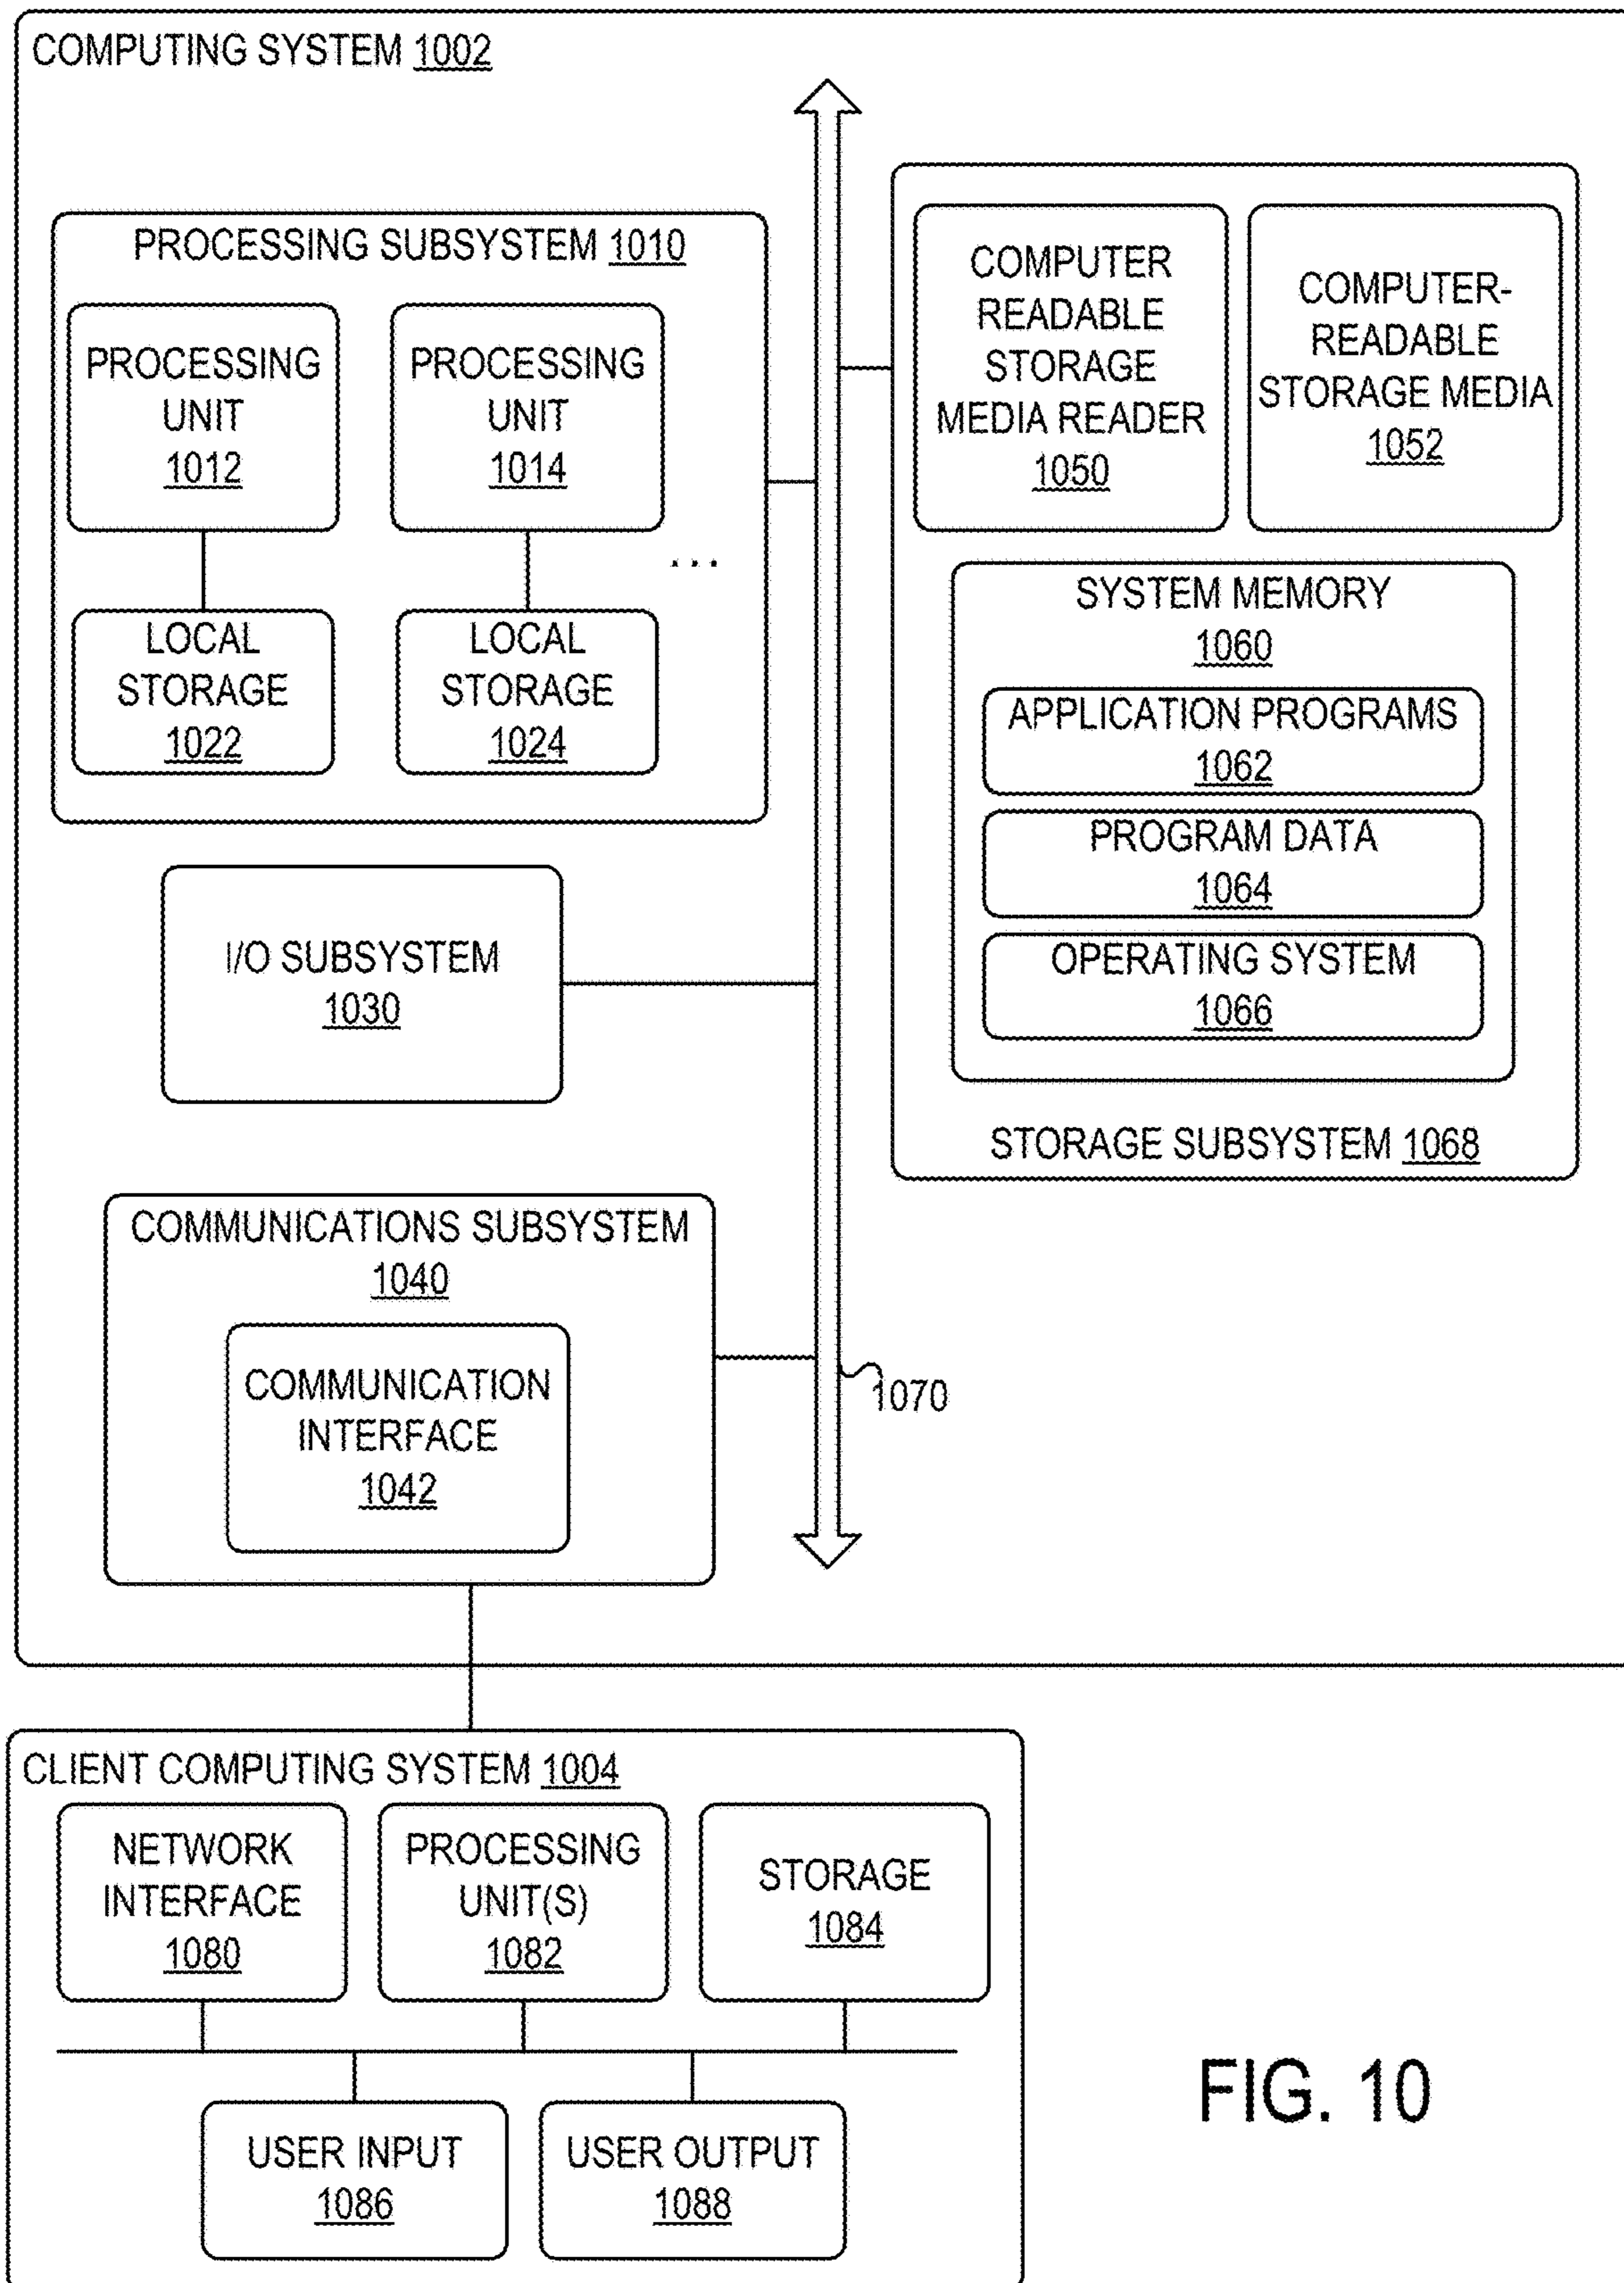 COMPUTING SYSTEM 1002
PROCESSING SUBSYSTEM 1010
PROCESSING
UNIT
1012
PROCESSING
UNIT
1014
...
LOCAL
STORAGE
1022
LOCAL
STORAGE
1024
I/O SUBSYSTEM
1030
COMMUNICATIONS SUBSYSTEM
1040
COMMUNICATION
INTERFACE
1042
COMPUTER
READABLE
STORAGE
MEDIA READER
1050
COMPUTER-
READABLE
STORAGE MEDIA
1052
SYSTEM MEMORY
1060
APPLICATION PROGRAMS
1062
PROGRAM DATA
1064
OPERATING SYSTEM
1066
STORAGE SUBSYSTEM 1068
1070
CLIENT COMPUTING SYSTEM 1004
NETWORK
INTERFACE
1080
PROCESSING
UNIT(S)
1082
STORAGE
1084
USER INPUT
1086
USER OUTPUT
1088
FIG. 10